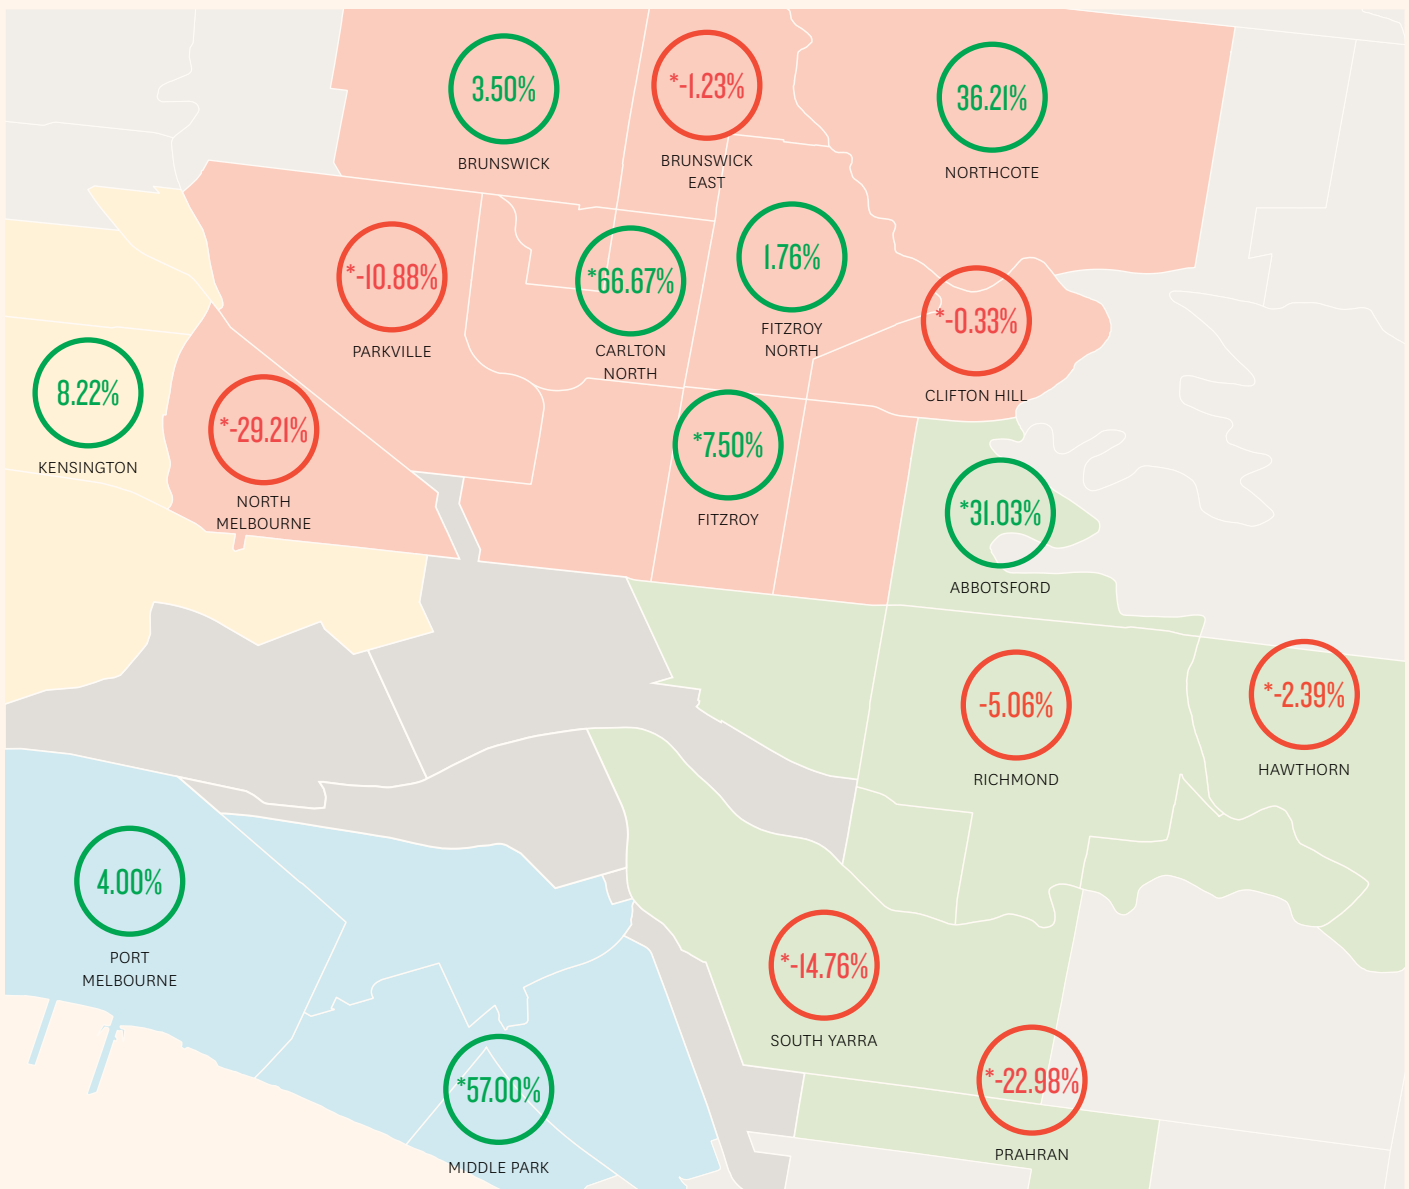 3.50%
BRUNSWICK
*-1.23%
BRUNSWICK
EAST
36.21%
NORTHCOTE
*-10.88%
PARKVILLE
*66.67%
CARLTON
NORTH
1.76%
FITZROY
NORTH
*-0.33%
CLIFTON HILL
8.22%
KENSINGTON
*-29.21%
NORTH
MELBOURNE
*7.50%
FITZROY
*31.03%
ABBOTSFORD
-5.06%
RICHMOND
*-2.39%
HAWTHORN
4.00%
PORT
MELBOURNE
*-14.76%
SOUTH YARRA
*57.00%
MIDDLE PARK
*-22.98%
PRAHRAN